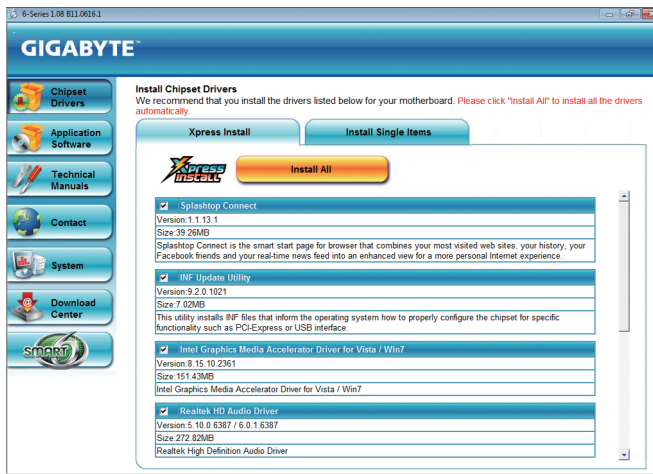 6-Series 1.08 B11.0616.1
GIGABYTE™
Chipset
Drivers
Application
Software
Technical
Manuals
Contact
System
Download
Center
SMART
Install Chipset Drivers
We recommend that you install the drivers listed below for your motherboard. Please click "Install All" to install all the drivers
automatically.
Xpress Install
Install Single Items
Xpress
Install
Install All
Splashtop Connect
Version:1.1.13.1
Size:39.26MB
Splashtop Connect is the smart start page for browser that combines your most visited web sites, your history, your
Facebook friends and your real-time news feed into an enhanced view for a more personal Internet experience.
INF Update Utility
Version:9.2.0.1021
Size:7.02MB
This utility installs INF files that inform the operating system how to properly configure the chipset for specific
functionality such as PCI-Express or USB interface.
Intel Graphics Media Accelerator Driver for Vista / Win7
Version:8.15.10.2361
Size:151.43MB
Intel Graphics Media Accelerator Driver for Vista / Win7
Realtek HD Audio Driver
Version:5.10.0.6387 / 6.0.1.6387
Size:272.82MB
Realtek High Definition Audio Driver